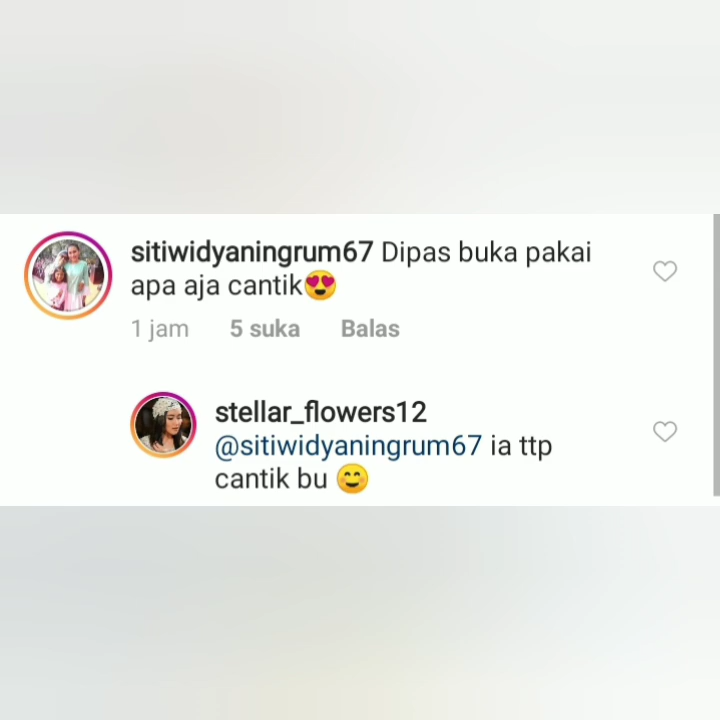 sitiwidyaningrum67 Dipas buka pakai
apa aja cantik😍
1 jam 5 suka Balas
stellar_flowers12
@sitiwidyaningrum67 ia ttp
cantik bu 😊